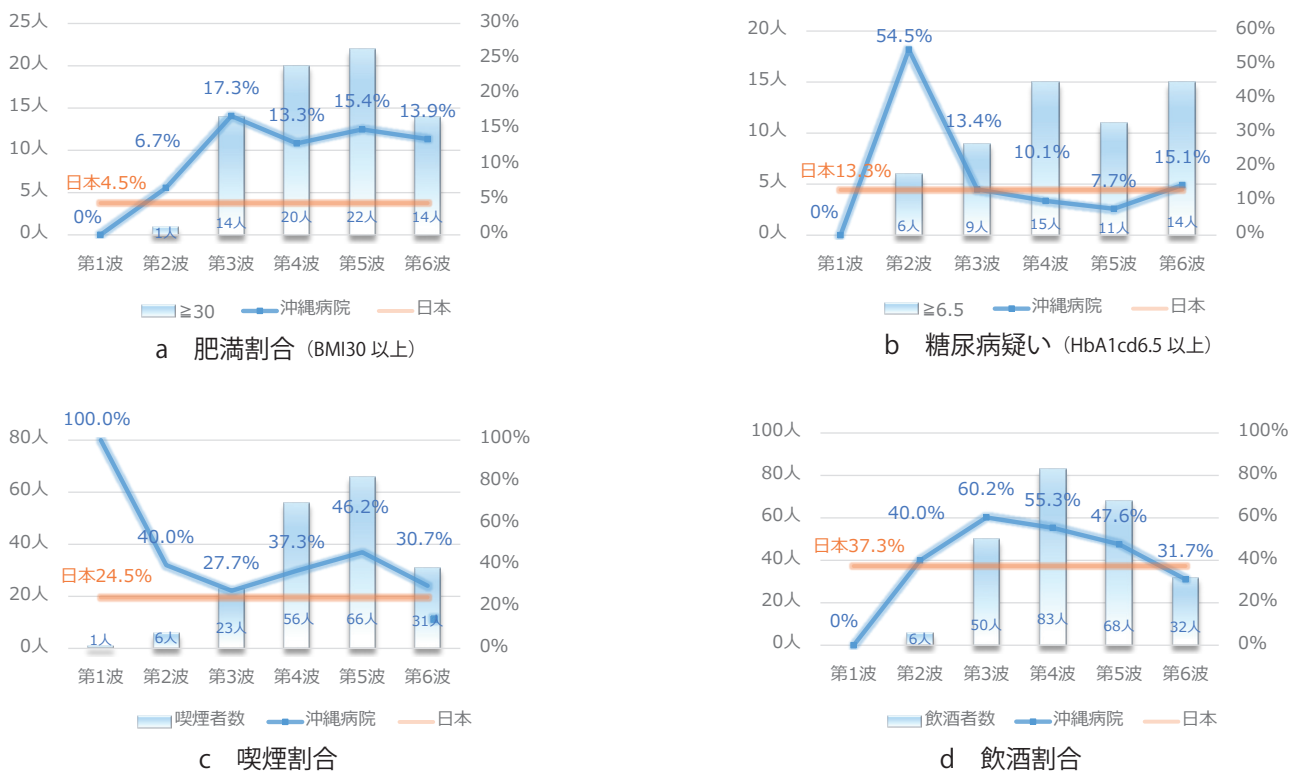 25人
20人
15人
10人
5人
0人
30%
25%
20%
15%
10%
5%
0%
0%
6.7%
17.3%
13.3%
15.4%
13.9%
日本4.5%
1人
14人
20人
22人
14人
第1波 第2波 第3波 第4波 第5波 第6波
≧30 沖縄病院 日本
a 肥満割合（BMI30 以上）
20人
15人
10人
5人
0人
60%
50%
40%
30%
20%
10%
0%
0%
54.5%
13.4%
10.1%
7.7%
15.1%
日本13.3%
6人
9人
15人
11人
14人
第1波 第2波 第3波 第4波 第5波 第6波
≧6.5 沖縄病院 日本
b 糖尿病疑い（HbA1cd6.5 以上）
80人
60人
40人
20人
0人
100%
80%
60%
40%
20%
0%
100.0%
40.0%
27.7%
37.3%
46.2%
30.7%
日本24.5%
1人
6人
23人
56人
66人
31人
第1波 第2波 第3波 第4波 第5波 第6波
喫煙者数 沖縄病院 日本
c 喫煙割合
100人
80人
60人
40人
20人
0人
100%
80%
60%
40%
20%
0%
0%
40.0%
60.2%
55.3%
47.6%
31.7%
日本37.3%
6人
50人
83人
68人
32人
第1波 第2波 第3波 第4波 第5波 第6波
飲酒者数 沖縄病院 日本
d 飲酒割合